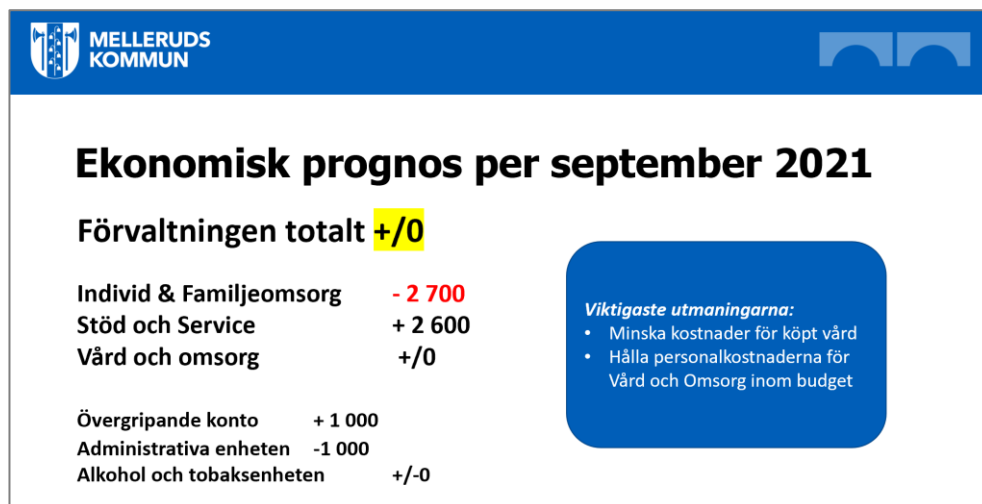 MELLERUDS
KOMMUN
Ekonomisk prognos per september 2021
Förvaltningen totalt +/0
Individ & Familjeomsorg - 2 700
Stöd och Service + 2 600
Vård och omsorg +/0
Övergripande konto + 1 000
Administrativa enheten -1 000
Alkohol och tobaksenheten +/-0
Viktigaste utmaningarna:
• Minska kostnader för köpt vård
• Hålla personalkostnaderna för
Vård och Omsorg inom budget